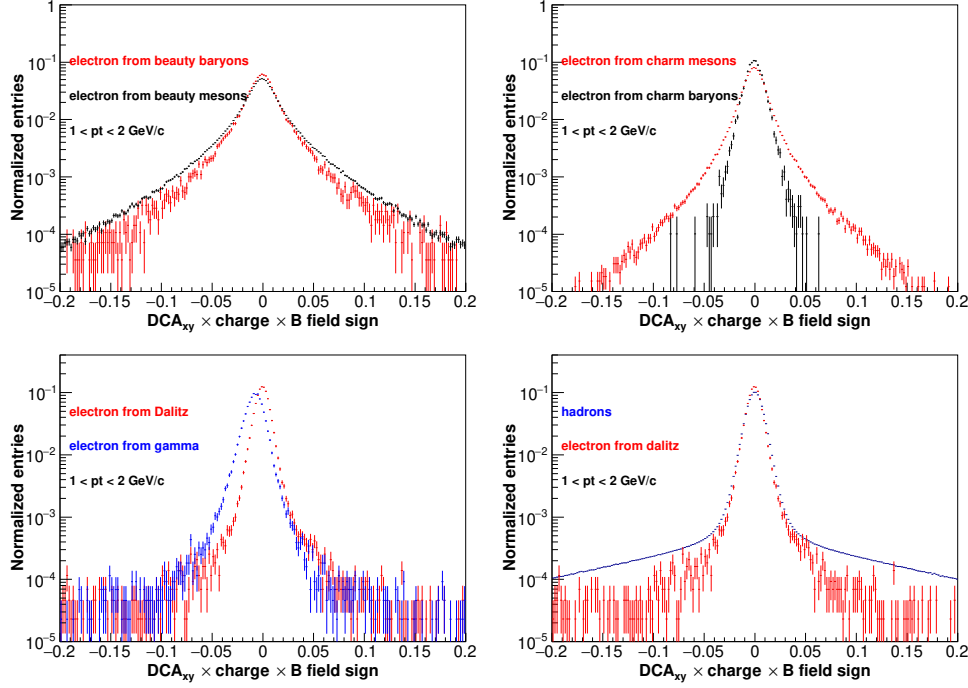 1
10⁻¹
10⁻²
10⁻³
10⁻⁴
10⁻⁵
Normalized entries
electron from beauty baryons
electron from beauty mesons
1 < pt < 2 GeV/c
−0.2 −0.15 −0.1 −0.05 0 0.05 0.1 0.15 0.2
DCAxy × charge × B field sign
1
10⁻¹
10⁻²
10⁻³
10⁻⁴
10⁻⁵
Normalized entries
electron from charm mesons
electron from charm baryons
1 < pt < 2 GeV/c
−0.2 −0.15 −0.1 −0.05 0 0.05 0.1 0.15 0.2
DCAxy × charge × B field sign
10⁻¹
10⁻²
10⁻³
10⁻⁴
10⁻⁵
Normalized entries
electron from Dalitz
electron from gamma
1 < pt < 2 GeV/c
−0.2 −0.15 −0.1 −0.05 0 0.05 0.1 0.15 0.2
DCAxy × charge × B field sign
10⁻¹
10⁻²
10⁻³
10⁻⁴
10⁻⁵
Normalized entries
hadrons
electron from dalitz
1 < pt < 2 GeV/c
−0.2 −0.15 −0.1 −0.05 0 0.05 0.1 0.15 0.2
DCAxy × charge × B field sign